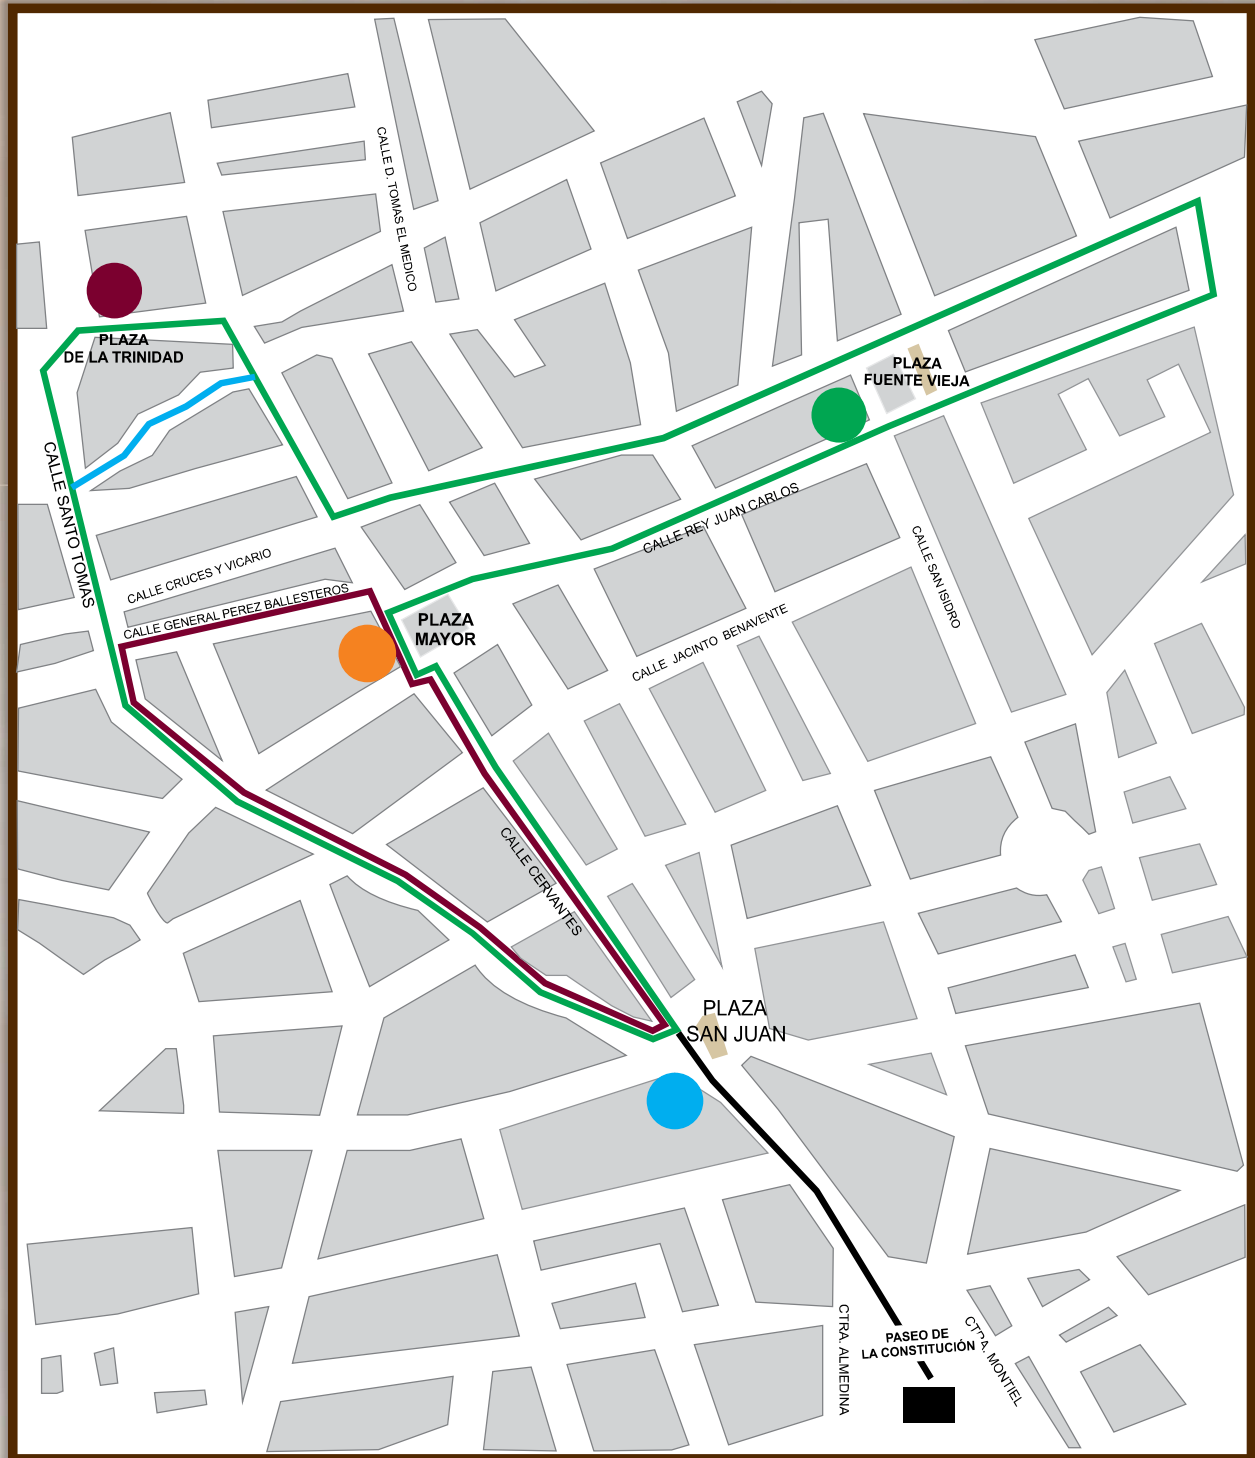 CALLE D. TOMAS EL MEDICO
PLAZA
DE LA TRINIDAD
PLAZA
FUENTE VIEJA
CALLE SANTO TOMAS
CALLE REY JUAN CARLOS
CALLE CRUCES Y VICARIO
CALLE SAN ISIDRO
CALLE GENERAL PEREZ BALLESTEROS
PLAZA
MAYOR
CALLE JACINTO BENAVENTE
CALLE CERVANTES
PLAZA
SAN JUAN
CTRA. ALMEDINA
PASEO DE
LA CONSTITUCIÓN
CTRA. MONTIEL